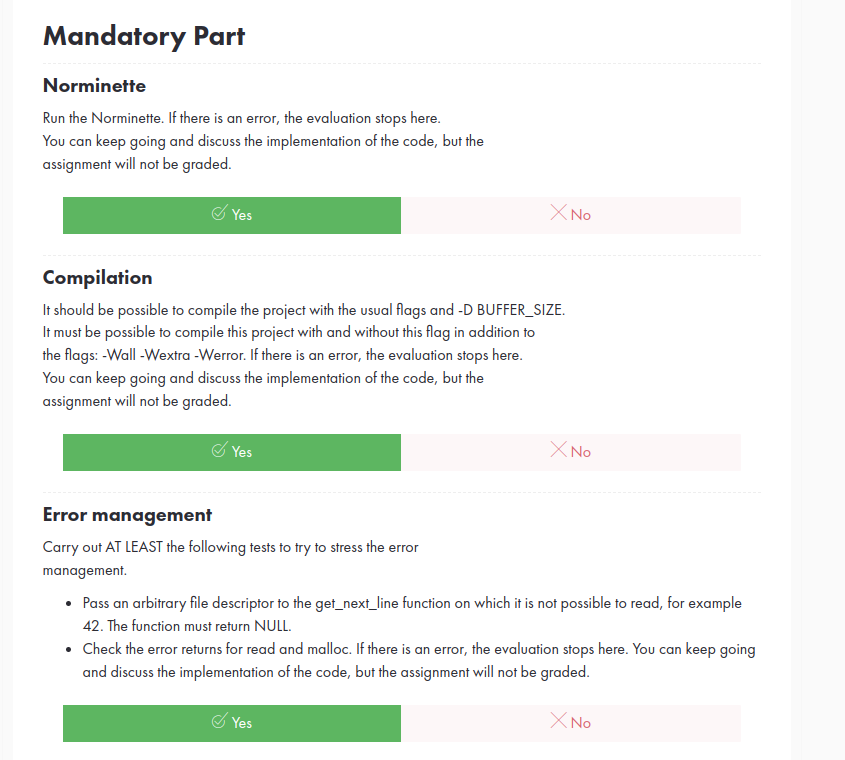 Mandatory Part
Norminette
Run the Norminette. If there is an error, the evaluation stops here.
You can keep going and discuss the implementation of the code, but the
assignment will not be graded.
Yes
No
Compilation
It should be possible to compile the project with the usual flags and -D BUFFER_SIZE.
It must be possible to compile this project with and without this flag in addition to
the flags: -Wall -Wextra -Werror. If there is an error, the evaluation stops here.
You can keep going and discuss the implementation of the code, but the
assignment will not be graded.
Yes
No
Error management
Carry out AT LEAST the following tests to try to stress the error
management.
• Pass an arbitrary file descriptor to the get_next_line function on which it is not possible to read, for example
42. The function must return NULL.
• Check the error returns for read and malloc. If there is an error, the evaluation stops here. You can keep going
and discuss the implementation of the code, but the assignment will not be graded.
Yes
No